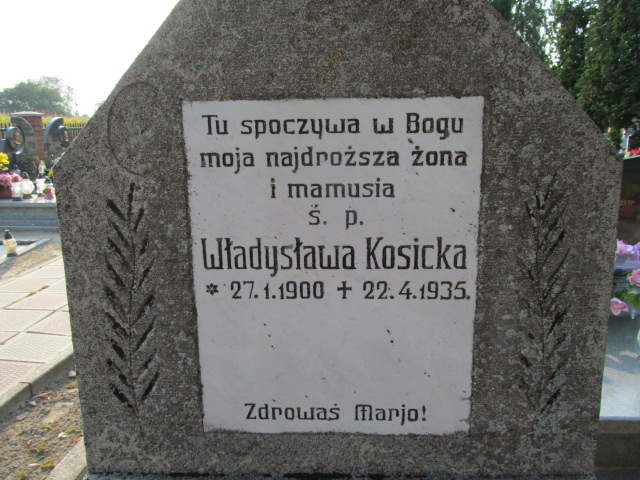 Tu spoczywa w Bogu
moja najdroższa żona
i mamusia
ś. p.
Władysława Kosicka
* 27.1.1900 ✝ 22.4.1935.
Zdrowaś Marjo!